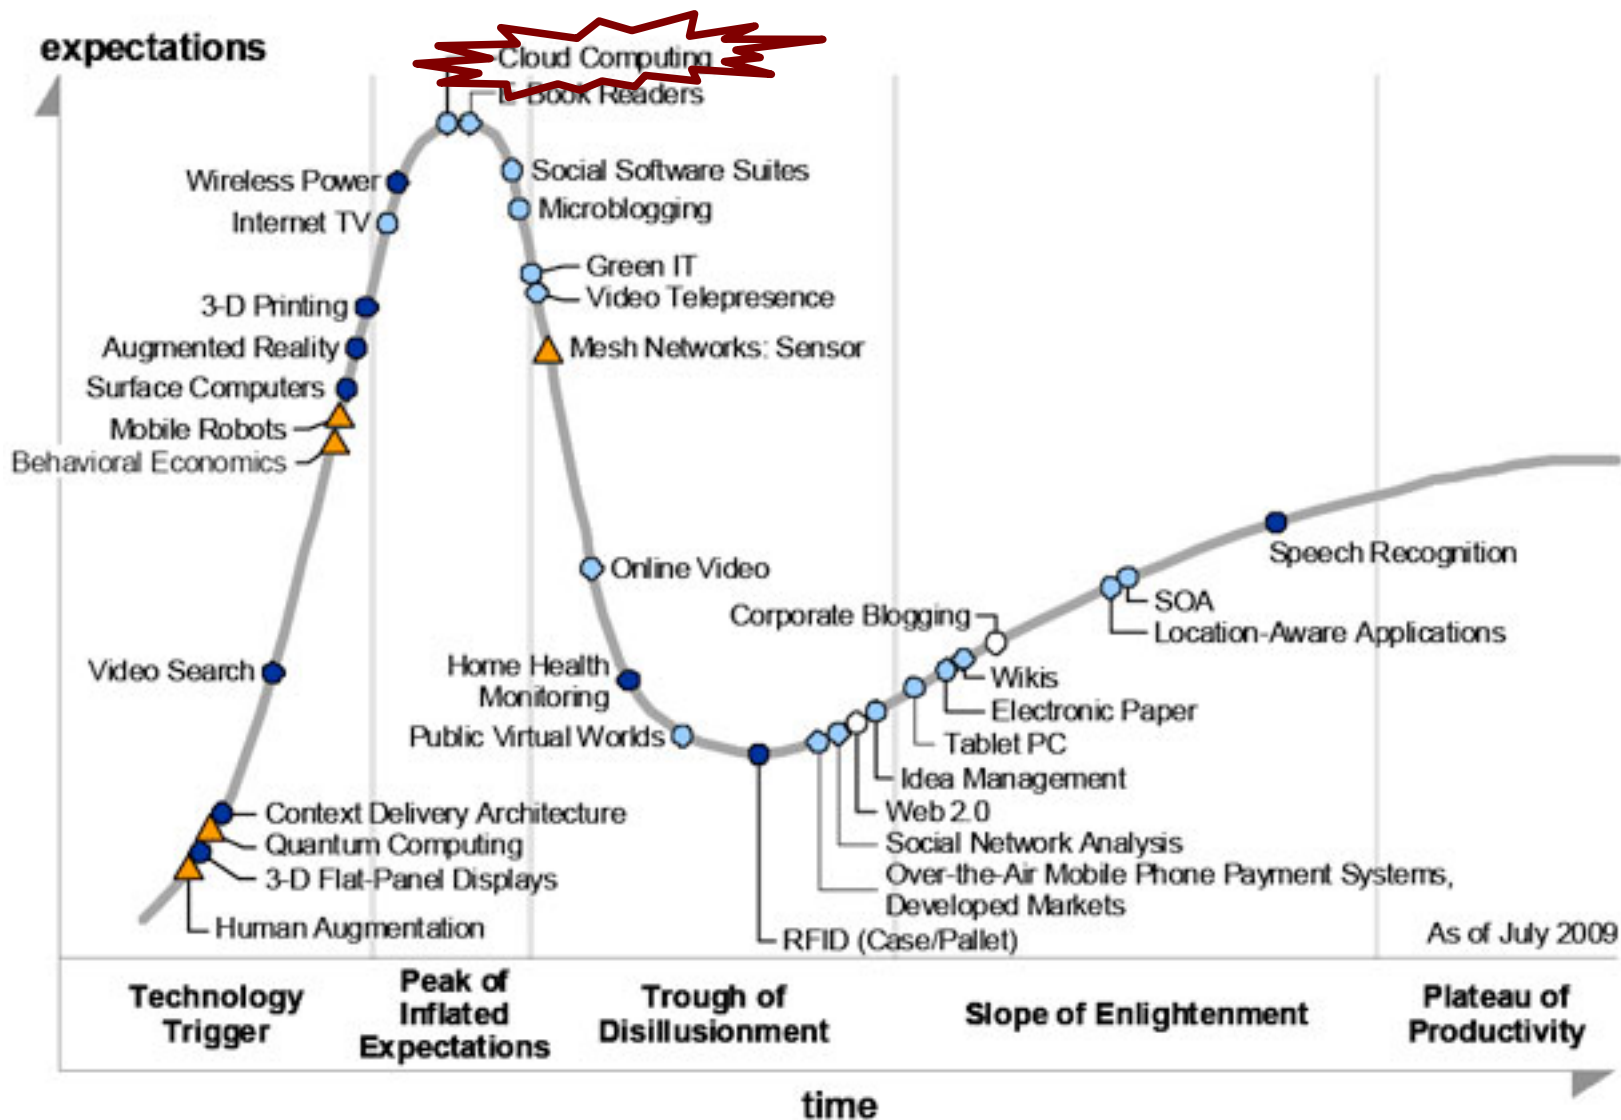 expectations
Cloud Computing
E-Book Readers
Wireless Power
Social Software Suites
Internet TV
Microblogging
Green IT
3-D Printing
Video Telepresence
Augmented Reality
Mesh Networks: Sensor
Surface Computers
Mobile Robots
Behavioral Economics
Speech Recognition
Online Video
SOA
Corporate Blogging
Location-Aware Applications
Video Search
Home Health
Monitoring
Wikis
Electronic Paper
Public Virtual Worlds
Tablet PC
Idea Management
Context Delivery Architecture
Web 2.0
Quantum Computing
Social Network Analysis
3-D Flat-Panel Displays
Over-the-Air Mobile Phone Payment Systems,
Developed Markets
Human Augmentation
RFID (Case/Pallet)
As of July 2009
Technology
Trigger
Peak of
Inflated
Expectations
Trough of
Disillusionment
Slope of Enlightenment
Plateau of
Productivity
time